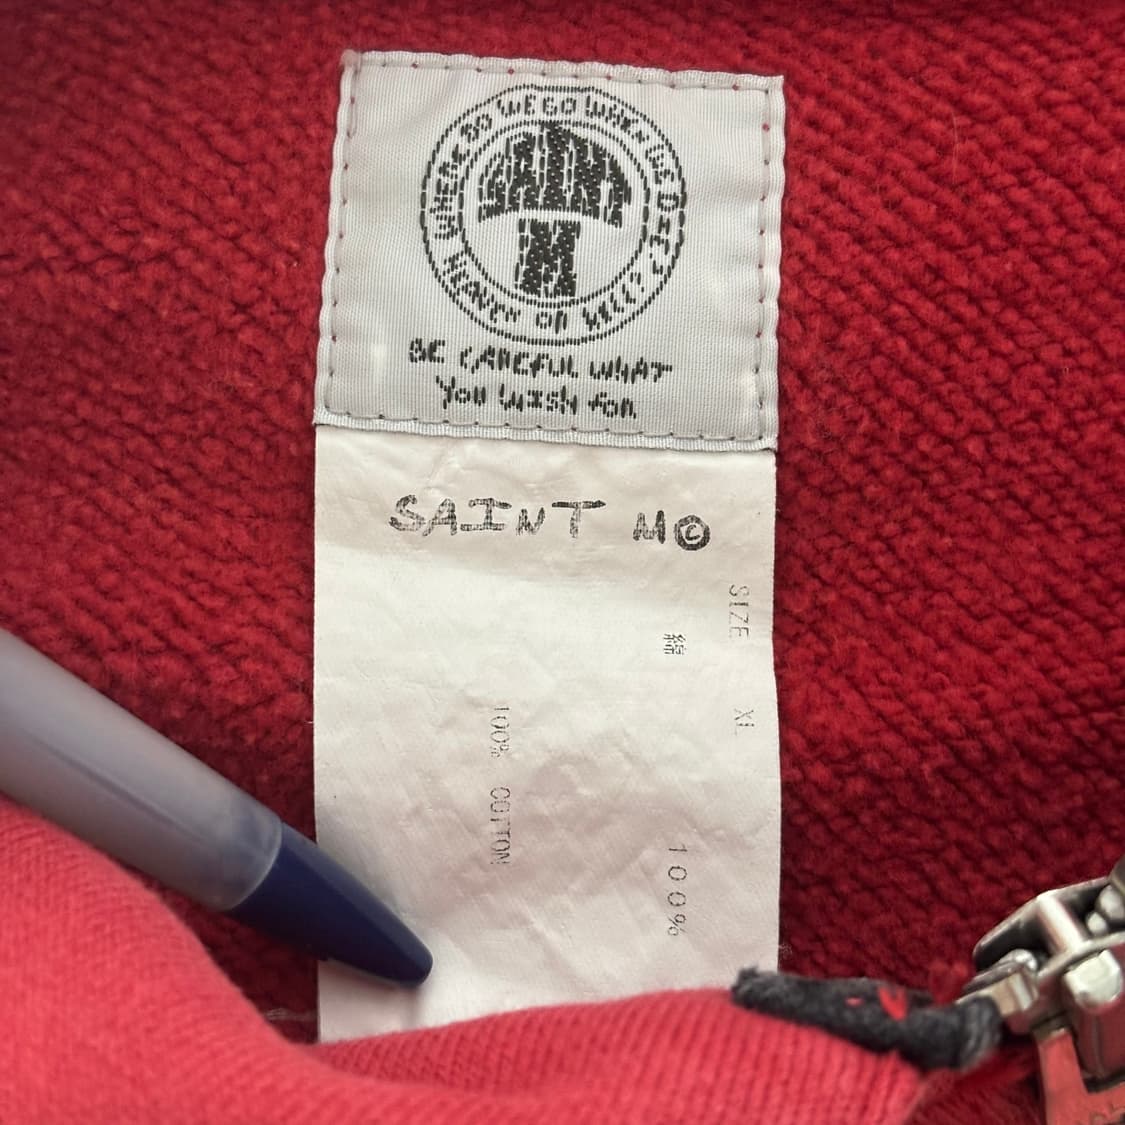 WHERE DO WE GO WHEN WE DIE??
SAINT
M
HEAVEN OR HELL??
BE CAREFUL WHAT
YOU WISH FOR
SAINT M©
SIZE XL
綿 100%
100% COTTON